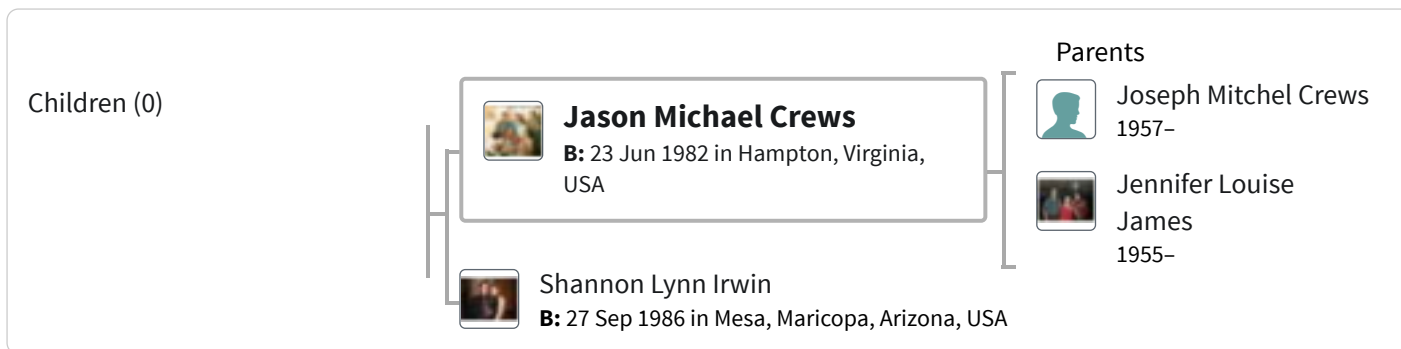 Children (0)
Jason Michael Crews
B: 23 Jun 1982 in Hampton, Virginia,
USA
Shannon Lynn Irwin
B: 27 Sep 1986 in Mesa, Maricopa, Arizona, USA
Parents
Joseph Mitchel Crews
1957–
Jennifer Louise
James
1955–